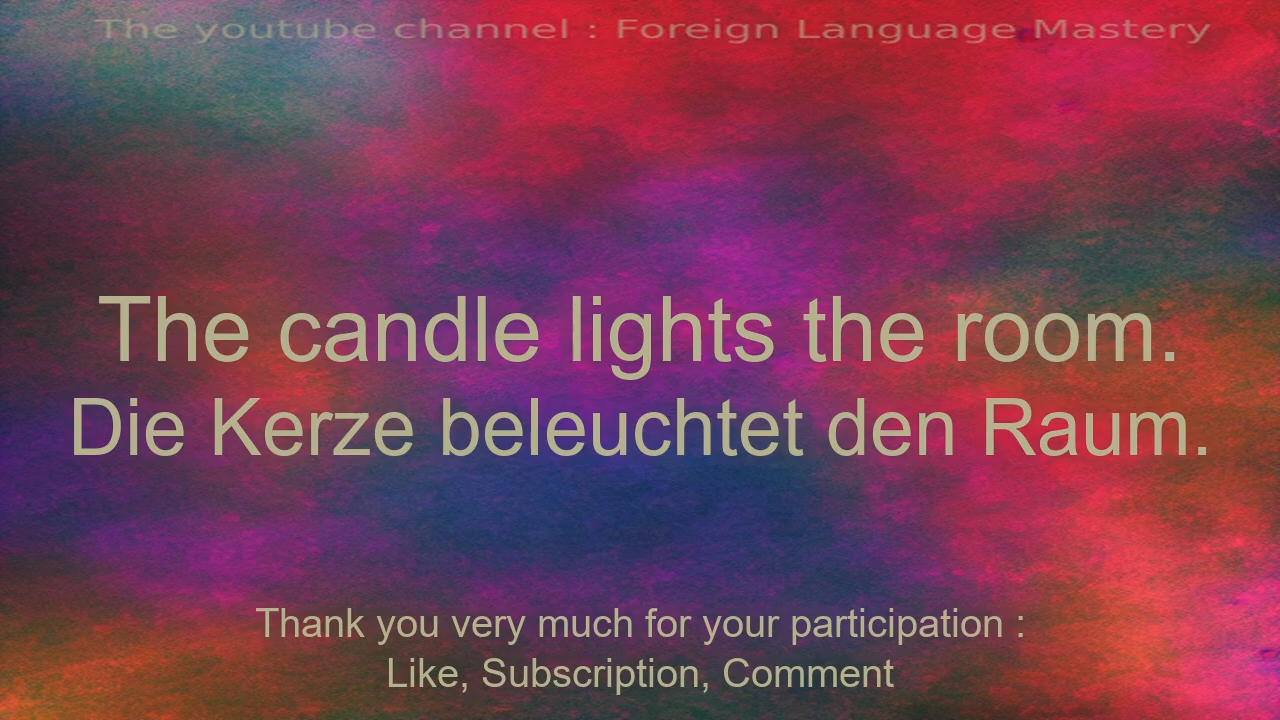 The youtube channel : Foreign Language Mastery
The candle lights the room.
Die Kerze beleuchtet den Raum.
Thank you very much for your participation :
Like, Subscription, Comment